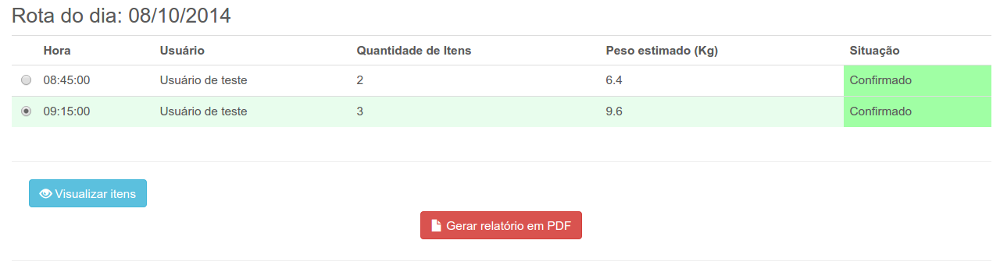 Rota do dia: 08/10/2014
Hora Usuário Quantidade de Itens Peso estimado (Kg) Situação
08:45:00 Usuário de teste 2 6.4 Confirmado
09:15:00 Usuário de teste 3 9.6 Confirmado
Visualizar itens
Gerar relatório em PDF